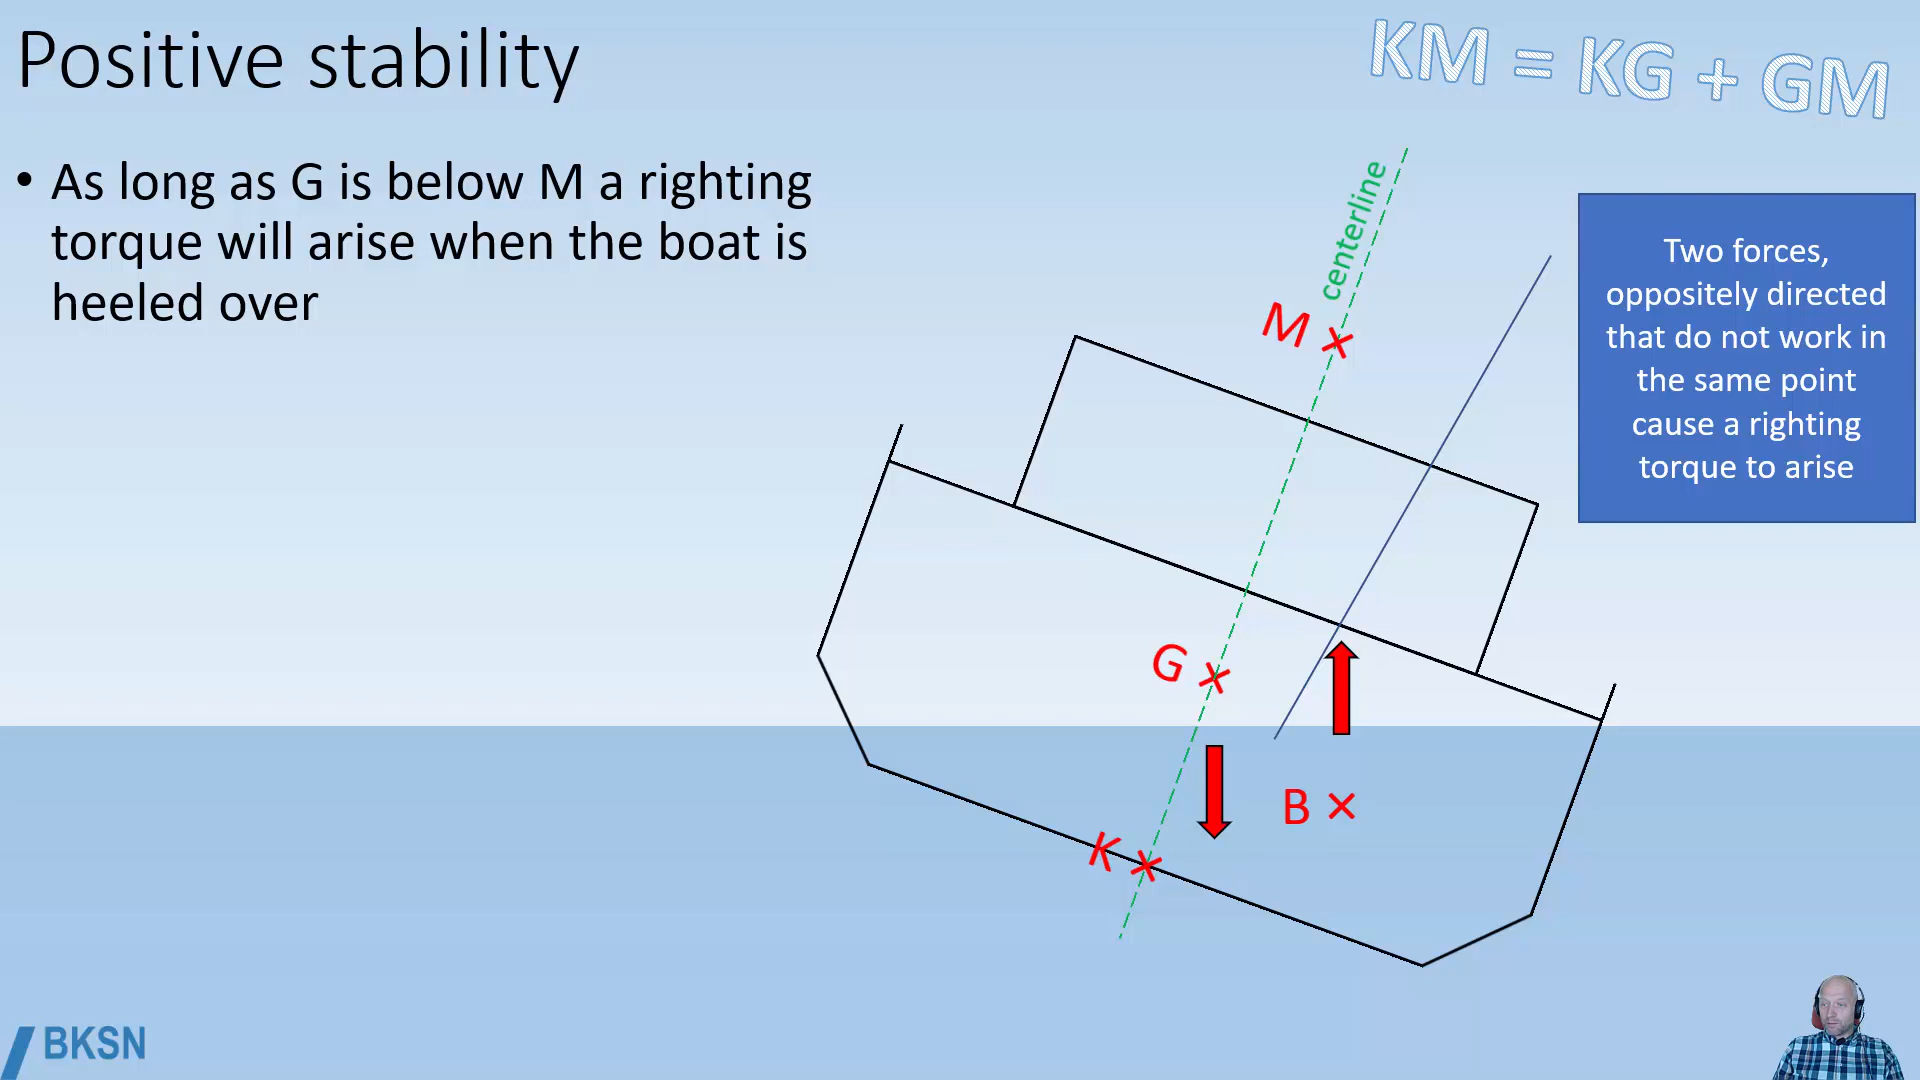 Positive stability
KM = KG + GM
• As long as G is below M a righting
torque will arise when the boat is
heeled over
centerline
Two forces,
oppositely directed
that do not work in
the same point
cause a righting
torque to arise
M
G
B
K
BKSN